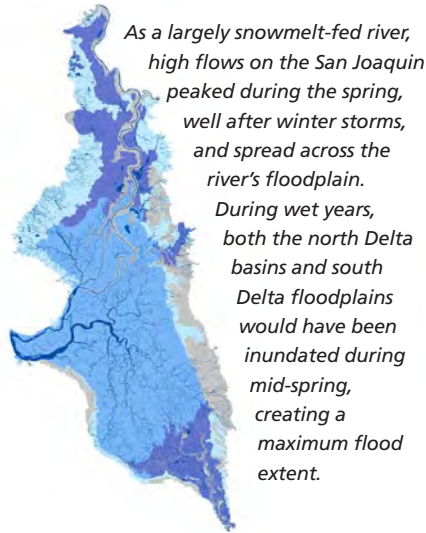 As a largely snowmelt-fed river,
high flows on the San Joaquin
peaked during the spring,
well after winter storms,
and spread across the
river's floodplain.
During wet years,
both the north Delta
basins and south
Delta floodplains
would have been
inundated during
mid-spring,
creating a
maximum flood
extent.